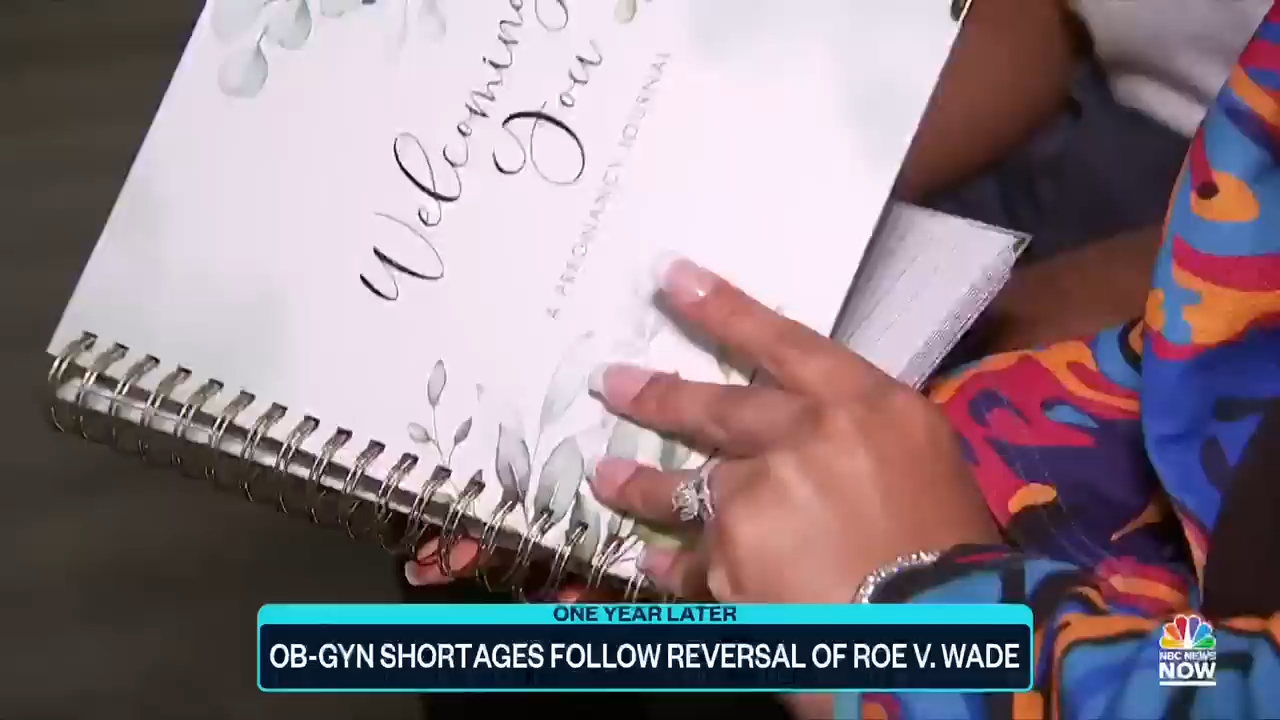 Welcoming
You
A PREGNANCY JOURNAL
ONE YEAR LATER
OB-GYN SHORTAGES FOLLOW REVERSAL OF ROE V. WADE
NBC NEWS
NOW